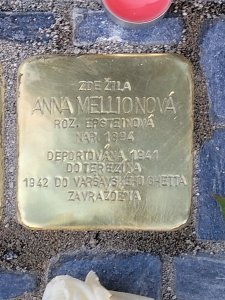 ZDE ŽILA
ANNA MELLIONOVÁ
ROZ. EPSTEINOVÁ
NAR. 1894
DEPORTOVÁNA 1941
DO TEREZÍNA
1942 DO VARŠAVSKÉHO GHETTA
ZAVRAŽDĚNA